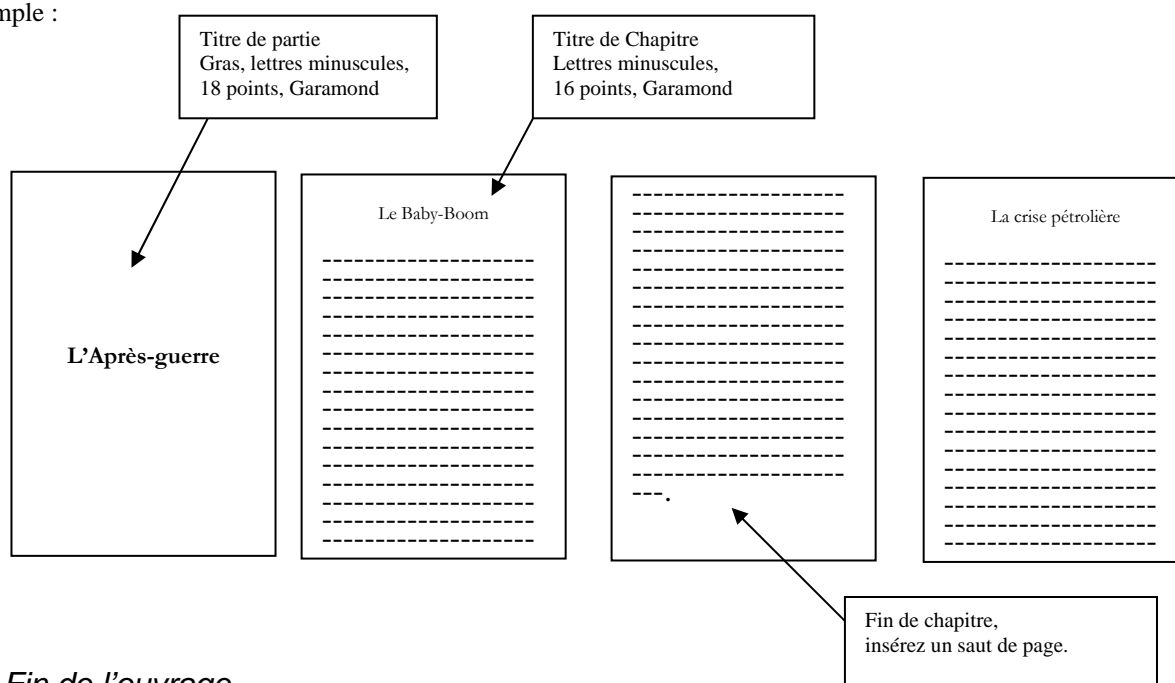 mple :
Titre de partie
Gras, lettres minuscules,
18 points, Garamond
Titre de Chapitre
Lettres minuscules,
16 points, Garamond
L'Après-guerre
Le Baby-Boom
La crise pétrolière
Fin de chapitre,
insérez un saut de page.
Fin de l'ouvrage